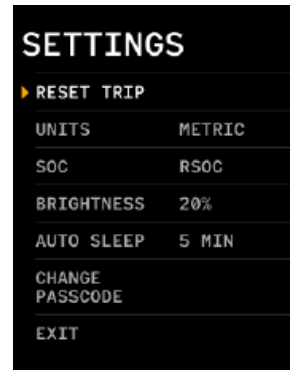 SETTINGS
RESET TRIP
UNITS METRIC
SOC RSOC
BRIGHTNESS 20%
AUTO SLEEP 5 MIN
CHANGE
PASSCODE
EXIT